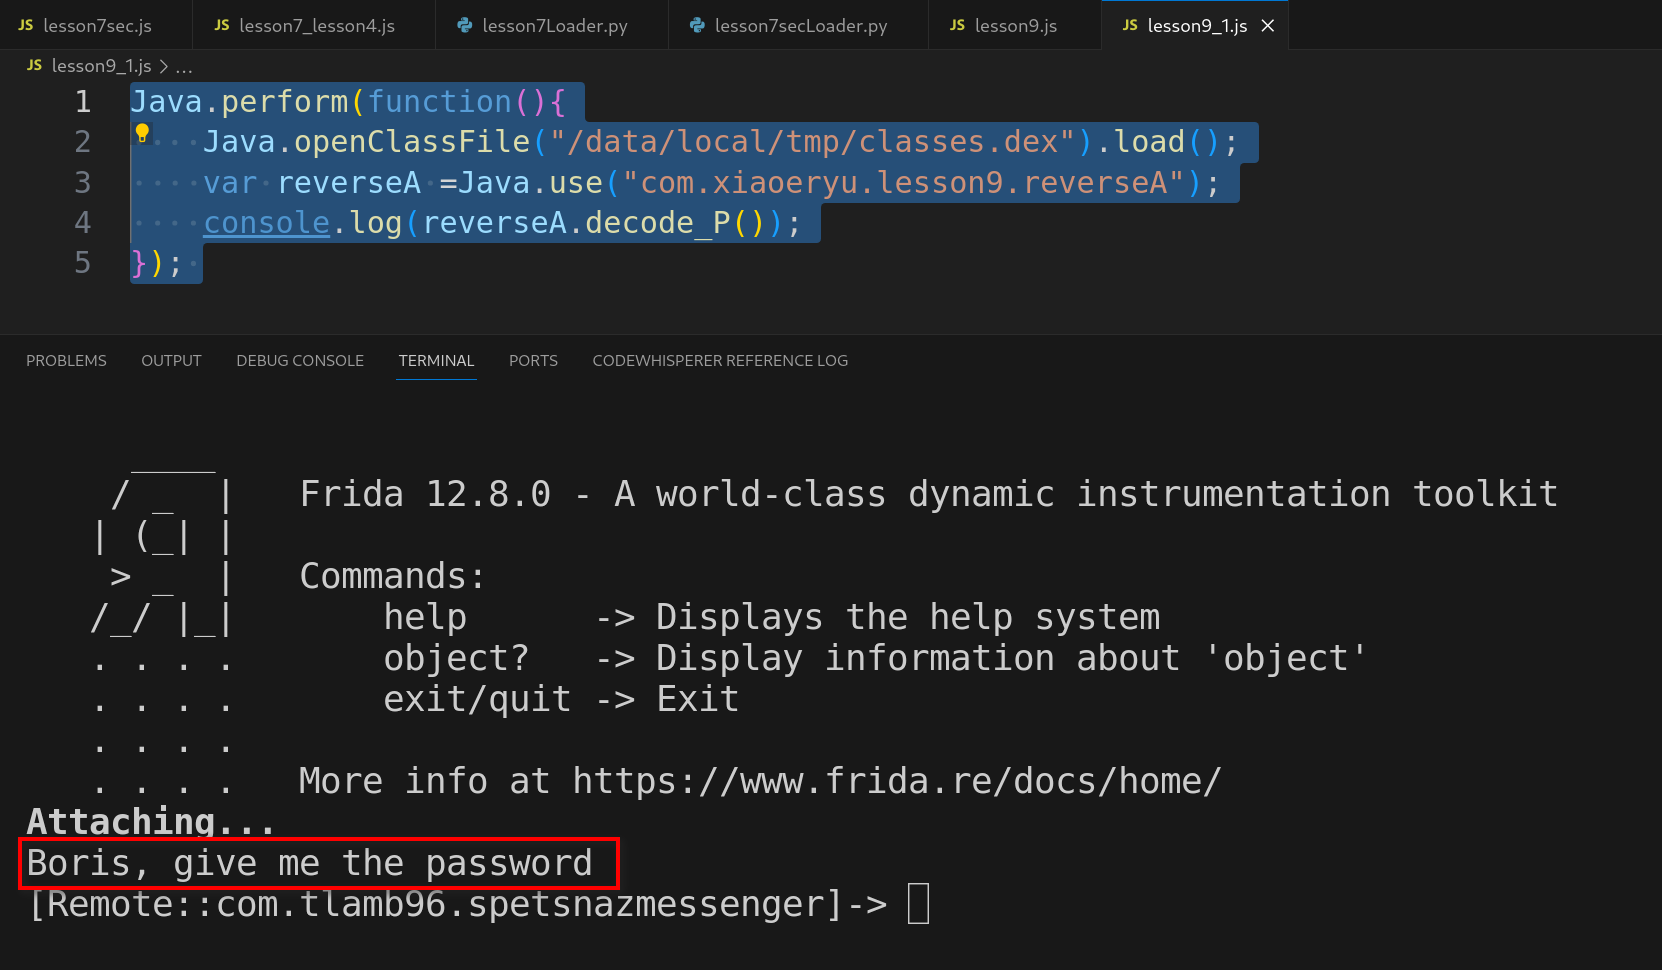 JS lesson7sec.js JS lesson7_lesson4.js lesson7Loader.py lesson7secLoader.py JS lesson9.js JS lesson9_1.js ×
JS lesson9_1.js > ...
1 Java.perform(function(){
2 Java.openClassFile("/data/local/tmp/classes.dex").load();
3 var reverseA =Java.use("com.xiaoeryu.lesson9.reverseA");
4 console.log(reverseA.decode_P());
5 });
PROBLEMS OUTPUT DEBUG CONSOLE TERMINAL PORTS CODEWHISPERER REFERENCE LOG
     ____
    / _  |   Frida 12.8.0 - A world-class dynamic instrumentation toolkit
   | (_| |
    > _  |   Commands:
   /_/ |_|       help      -> Displays the help system
   . . . .       object?   -> Display information about 'object'
   . . . .       exit/quit -> Exit
   . . . .
   . . . .   More info at https://www.frida.re/docs/home/
Attaching...
Boris, give me the password
[Remote::com.tlamb96.spetsnazmessenger]->